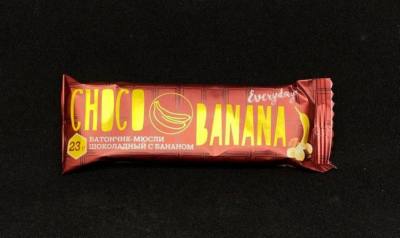 Everyday
CHOCO BANANA
23г
БАТОНЧИК-МЮСЛИ
ШОКОЛАДНЫЙ С БАНАНОМ